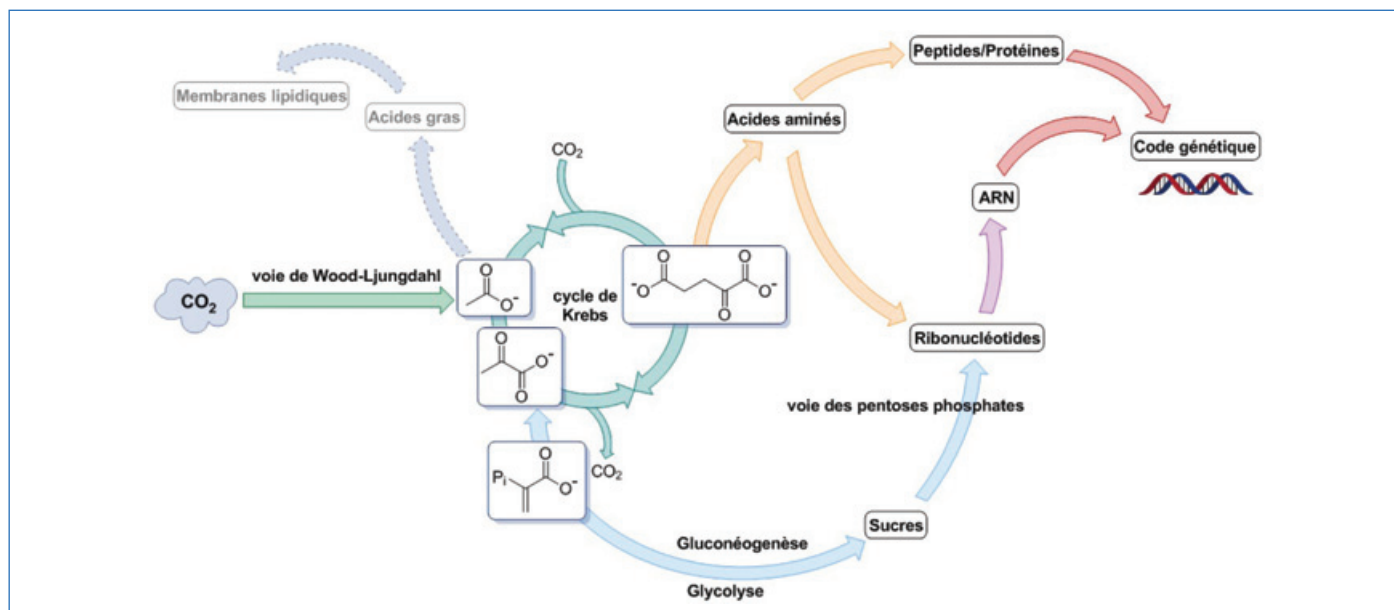 Peptides/Protéines
Membranes lipidiques
Acides gras
Acides aminés
CO2
Code génétique
ARN
voie de Wood-Ljungdahl
CO2
O
O-
cycle de
Krebs
O
-O
O
O
O-
O
O-
O
Ribonucléotides
voie des pentoses phosphates
Pi
O
O-
CO2
Sucres
Gluconéogenèse
Glycolyse